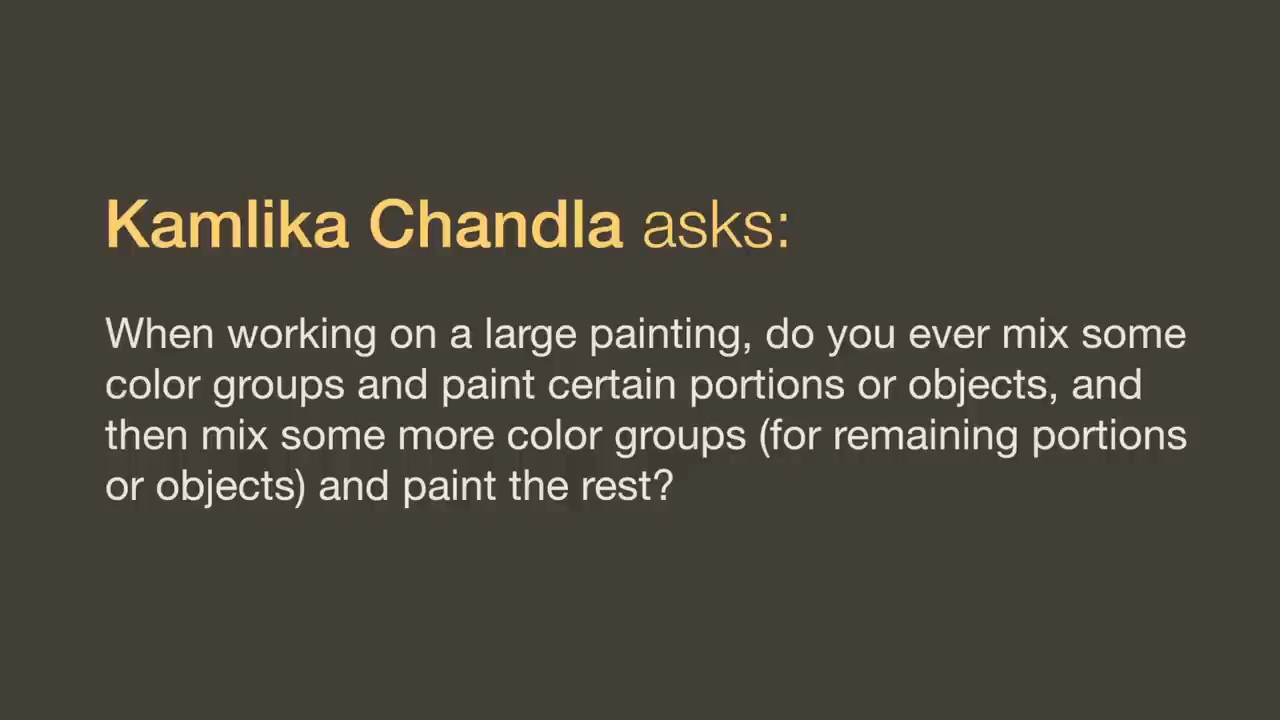 Kamlika Chandla asks:
When working on a large painting, do you ever mix some
color groups and paint certain portions or objects, and
then mix some more color groups (for remaining portions
or objects) and paint the rest?